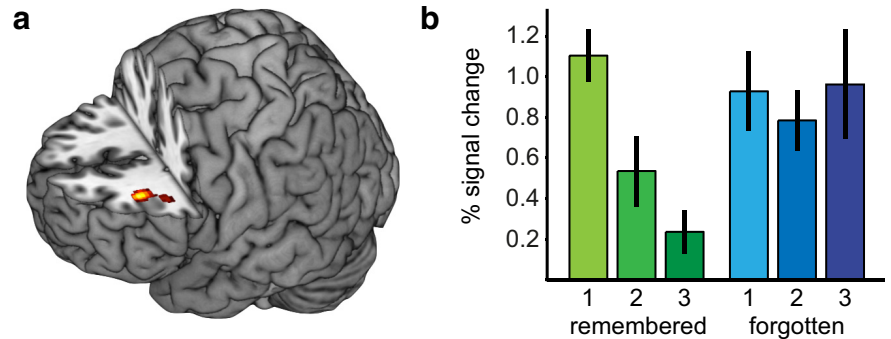 a
b
% signal change
1.2
1.0
0.8
0.6
0.4
0.2
1 2 3 1 2 3
remembered forgotten